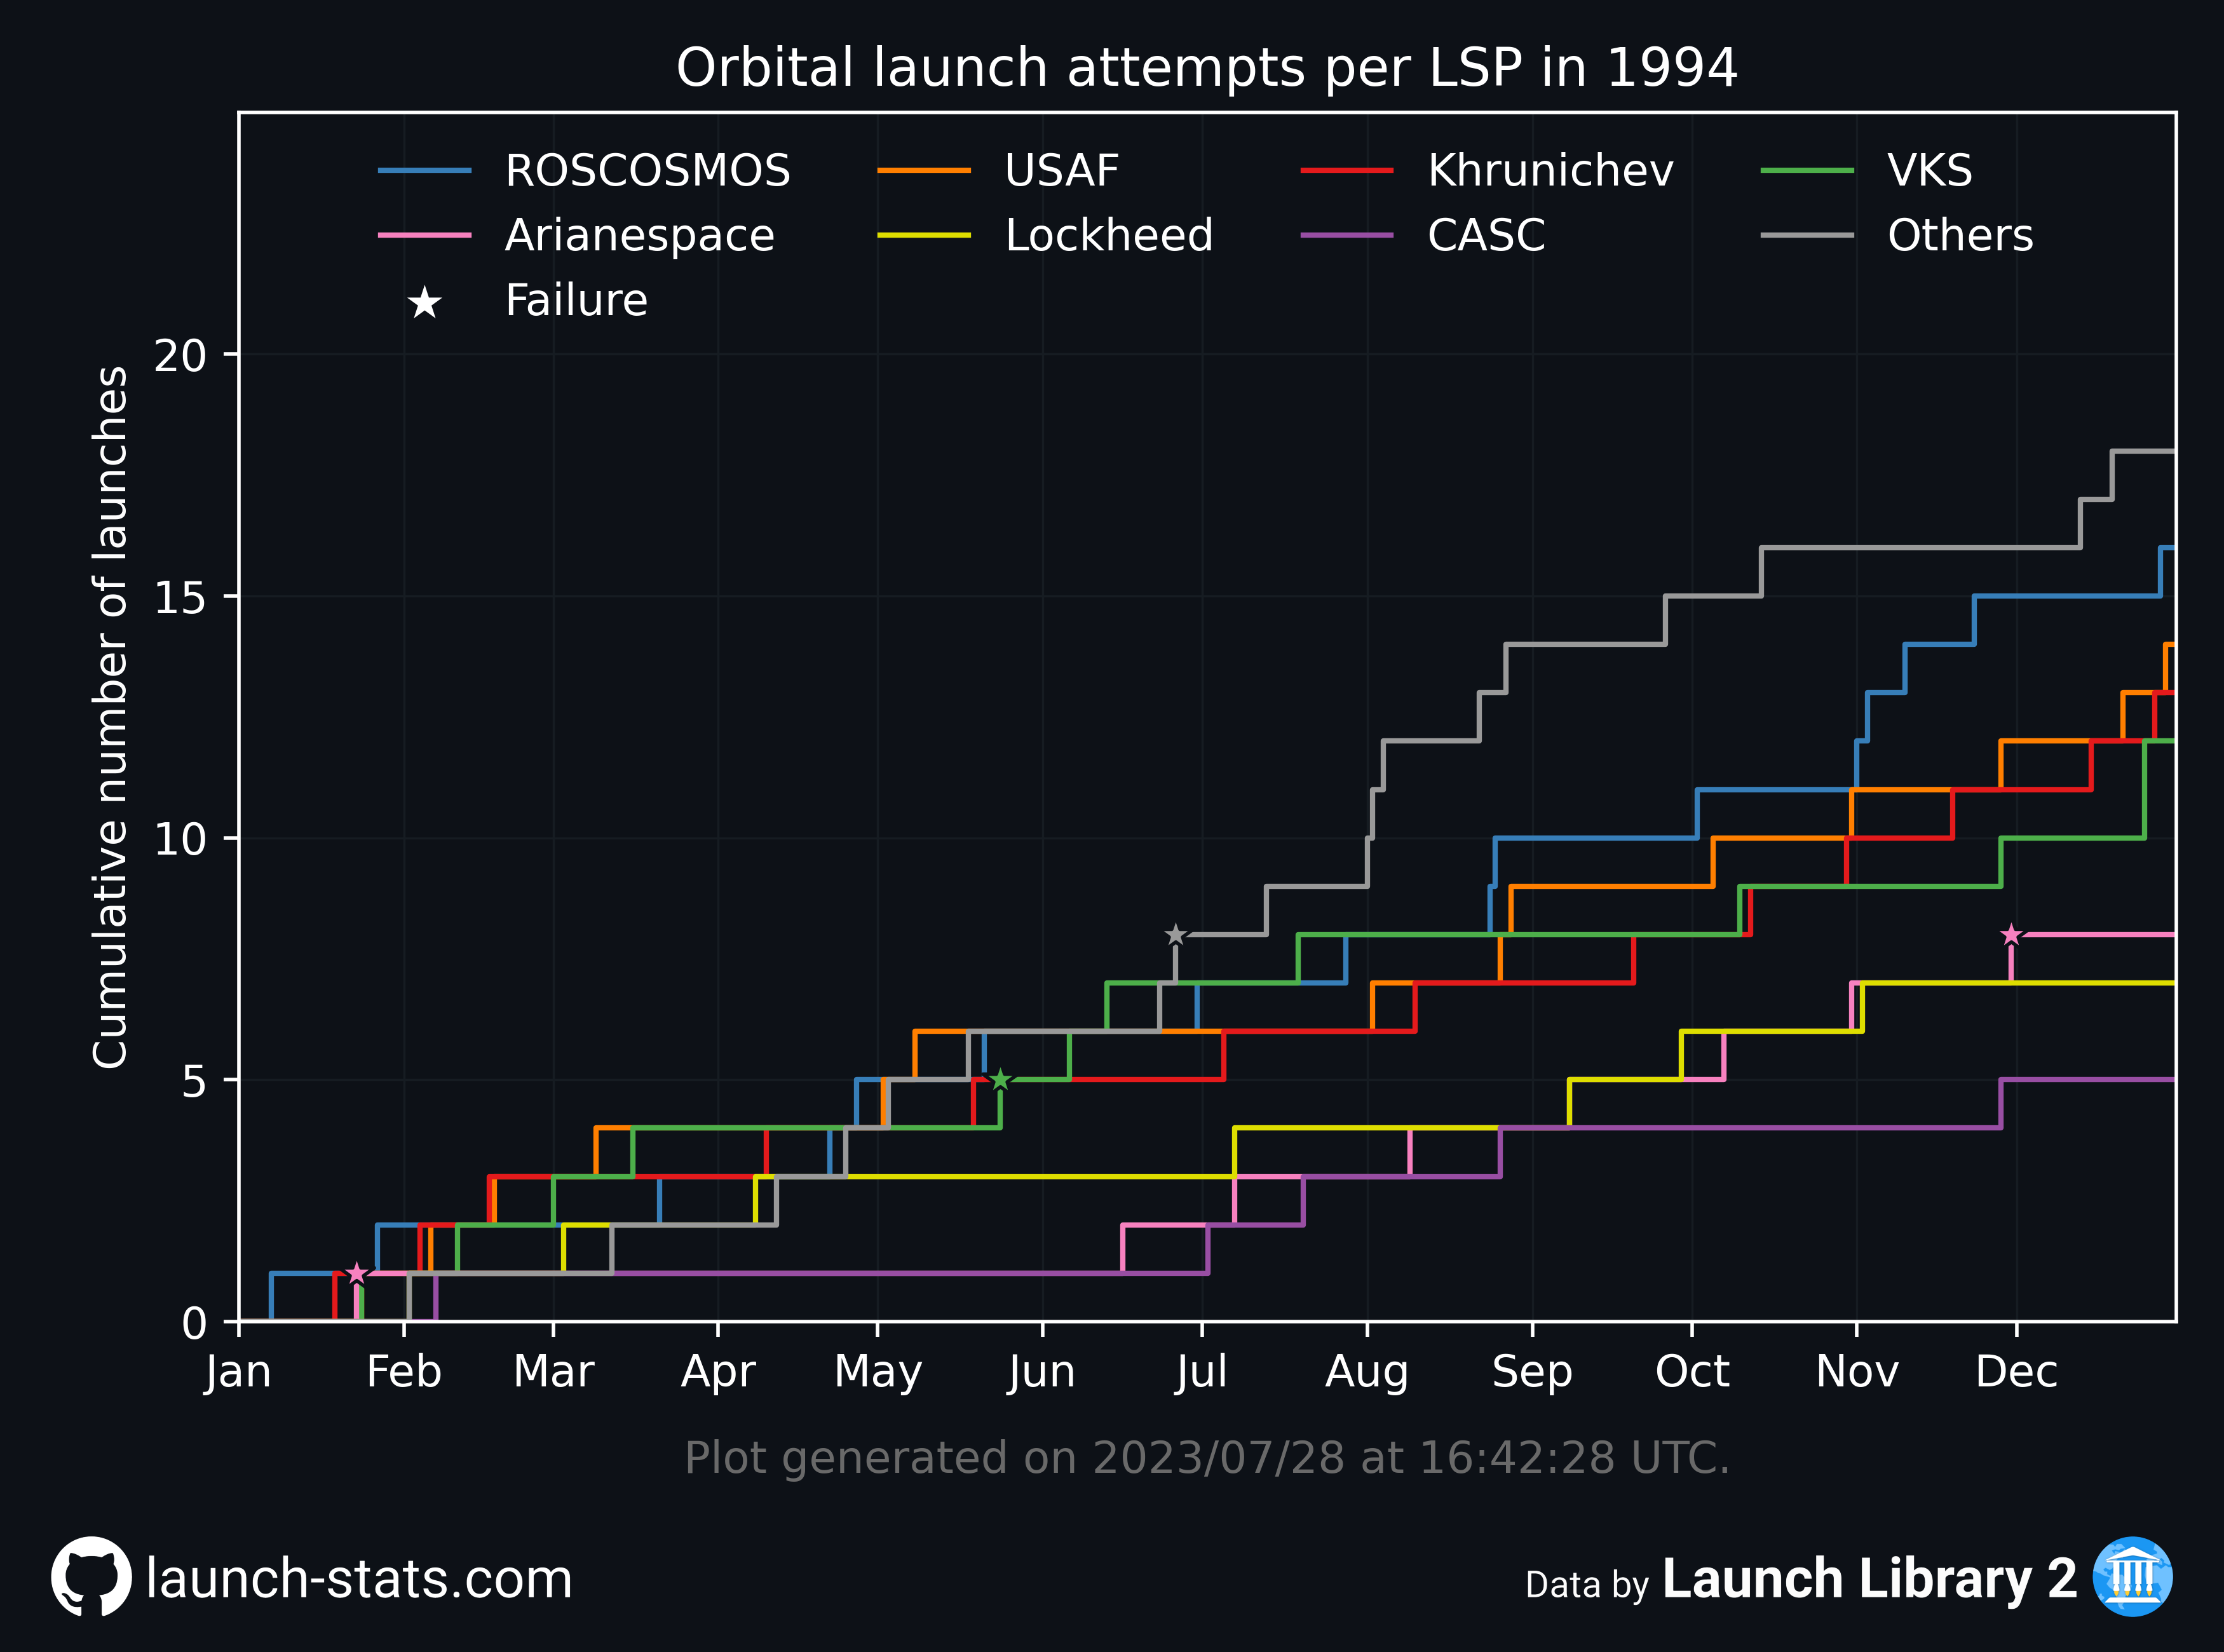 Orbital launch attempts per LSP in 1994
ROSCOSMOS USAF Khrunichev VKS
Arianespace Lockheed CASC Others
Failure
Cumulative number of launches
20
15
10
5
0
Jan Feb Mar Apr May Jun Jul Aug Sep Oct Nov Dec
Plot generated on 2023/07/28 at 16:42:28 UTC.
launch-stats.com
Data by Launch Library 2